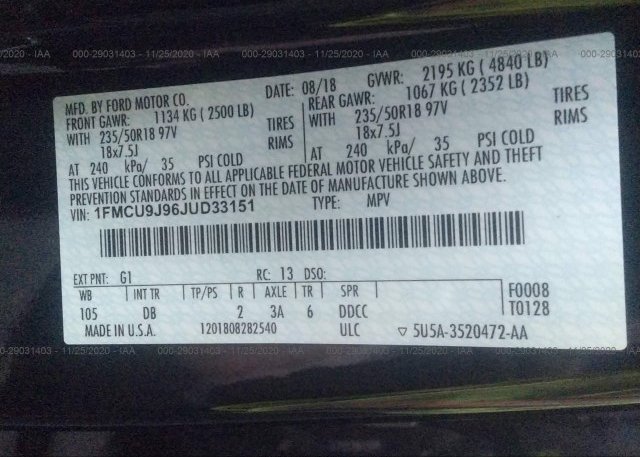 000-29031403 - 11/25/2020 - IAA
MFD. BY FORD MOTOR CO. DATE: 08/18 GVWR: 2195 KG ( 4840 LB)
FRONT GAWR: 1134 KG ( 2500 LB) REAR GAWR: 1067 KG ( 2352 LB)
WITH 235/50R18 97V TIRES WITH 235/50R18 97V TIRES
18x7.5J RIMS 18x7.5J RIMS
AT 240 kPa/ 35 PSI COLD AT 240 kPa/ 35 PSI COLD
THIS VEHICLE CONFORMS TO ALL APPLICABLE FEDERAL MOTOR VEHICLE SAFETY AND THEFT
PREVENTION STANDARDS IN EFFECT ON THE DATE OF MANUFACTURE SHOWN ABOVE.
VIN: 1FMCU9J96JUD33151 TYPE: MPV
EXT PNT: G1 RC: 13 DSO:
WB INT TR TP/PS R AXLE TR SPR F0008
105 DB 2 3A 6 DDCC T0128
MADE IN U.S.A. 1201808282540 ULC ▽ 5U5A-3520472-AA
000-29031403 - 11/25/2020 - IAA